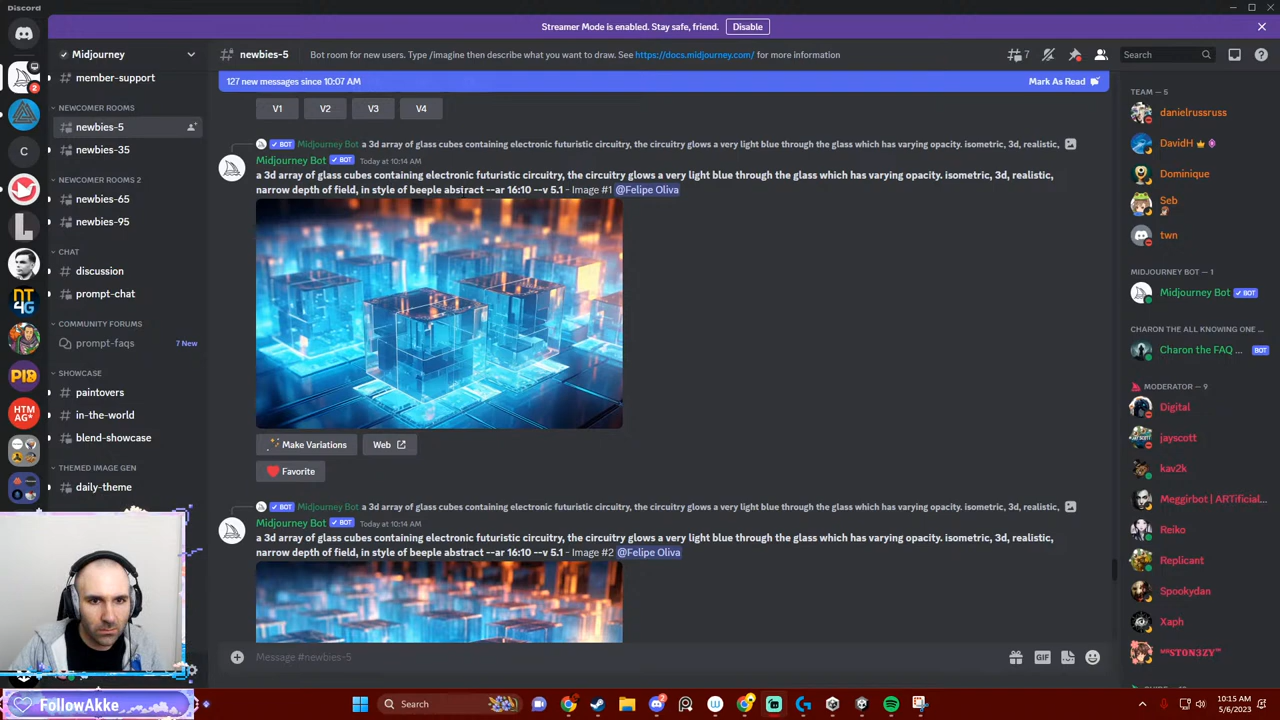 Discord
Streamer Mode is enabled. Stay safe, friend.
Disable
Midjourney
newbies-5
Bot room for new users. Type /imagine then describe what you want to draw. See https://docs.midjourney.com/ for more information
7
Search
member-support
NEWCOMER ROOMS
newbies-5
newbies-35
NEWCOMER ROOMS 2
newbies-65
newbies-95
CHAT
discussion
prompt-chat
COMMUNITY FORUMS
prompt-faqs
7 New
SHOWCASE
paintovers
in-the-world
blend-showcase
THEMED IMAGE GEN
daily-theme
2
C
NT
4G
HTM
AG*
127 new messages since 10:07 AM
Mark As Read
V1
V2
V3
V4
BOT Midjourney Bot a 3d array of glass cubes containing electronic futuristic circuitry, the circuitry glows a very light blue through the glass which has varying opacity. isometric, 3d, realistic,
Midjourney Bot BOT Today at 10:14 AM
a 3d array of glass cubes containing electronic futuristic circuitry, the circuitry glows a very light blue through the glass which has varying opacity. isometric, 3d, realistic,
narrow depth of field, in style of beeple abstract --ar 16:10 --v 5.1 - Image #1 @Felipe Oliva
Make Variations
Web
Favorite
BOT Midjourney Bot a 3d array of glass cubes containing electronic futuristic circuitry, the circuitry glows a very light blue through the glass which has varying opacity. isometric, 3d, realistic,
Midjourney Bot BOT Today at 10:14 AM
a 3d array of glass cubes containing electronic futuristic circuitry, the circuitry glows a very light blue through the glass which has varying opacity. isometric, 3d, realistic,
narrow depth of field, in style of beeple abstract --ar 16:10 --v 5.1 - Image #2 @Felipe Oliva
Message #newbies-5
GIF
TEAM — 5
danielrussruss
DavidH
Dominique
Seb
twn
MIDJOURNEY BOT — 1
Midjourney Bot BOT
CHARON THE ALL KNOWING ONE ...
Charon the FAQ ... BOT
MODERATOR — 9
Digital
jayscott
kav2k
Meggirbot | ARTificial...
Reiko
Replicant
Spookydan
Xaph
ᴹᴿˢST0N3ZY™
FollowAkke
Search
10:15 AM
5/6/2023